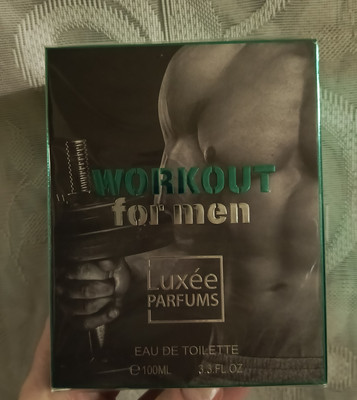 WORKOUT
for men
Luxée
PARFUMS
EAU DE TOILETTE
℮100ML 3.3.FL.OZ